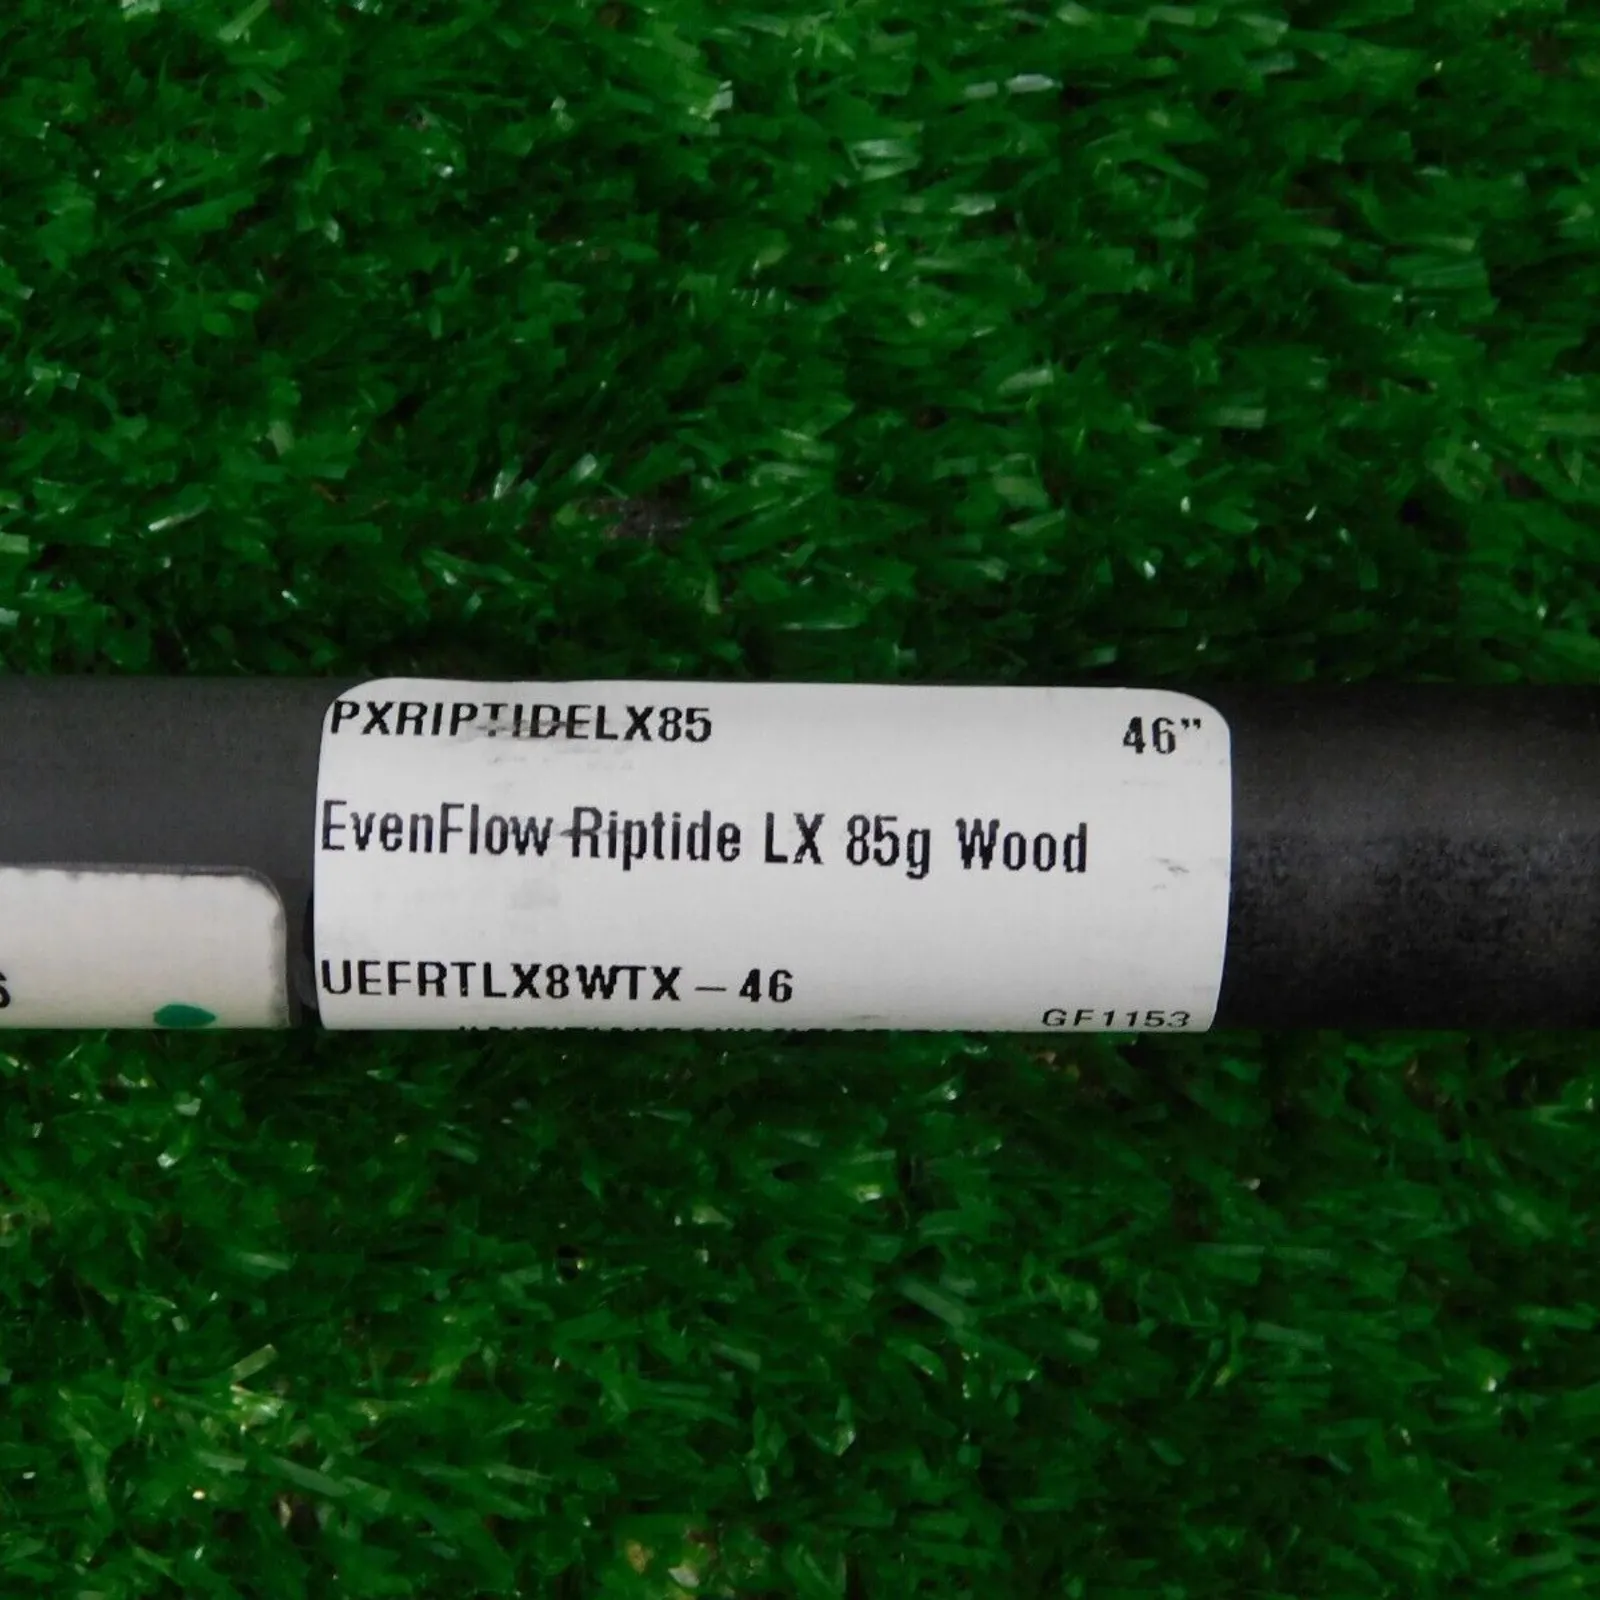 PXRIPTIDELX85 46"
EvenFlow Riptide LX 85g Wood
UEFRTLX8WTX-46
GF1153